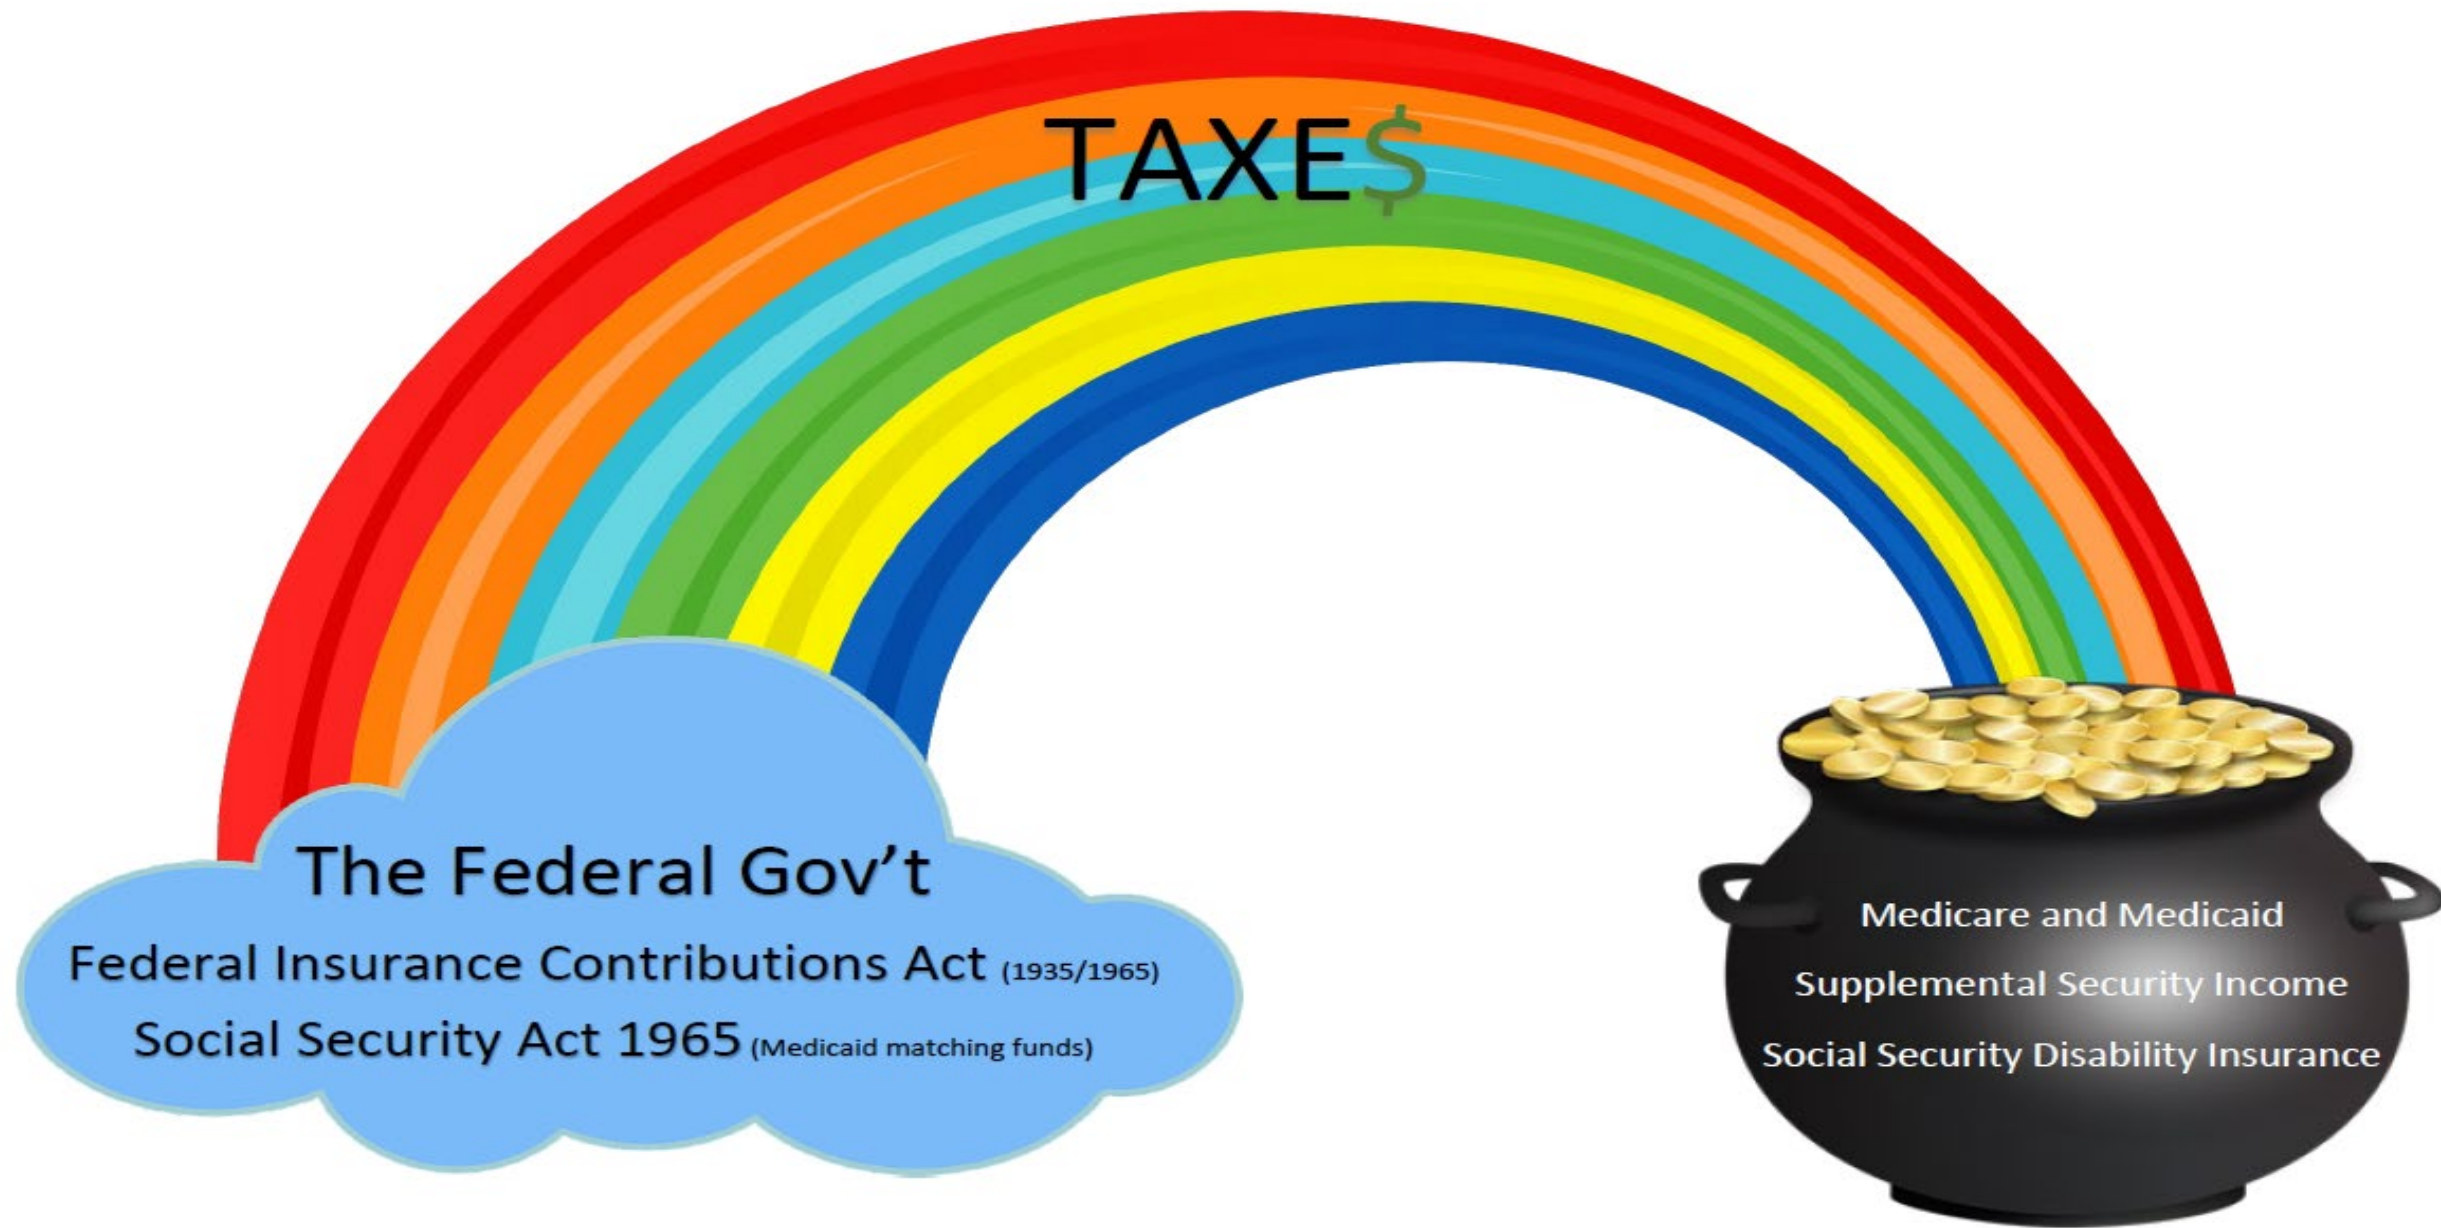 TAXE$
The Federal Gov’t
Federal Insurance Contributions Act (1935/1965)
Social Security Act 1965 (Medicaid matching funds)
Medicare and Medicaid
Supplemental Security Income
Social Security Disability Insurance